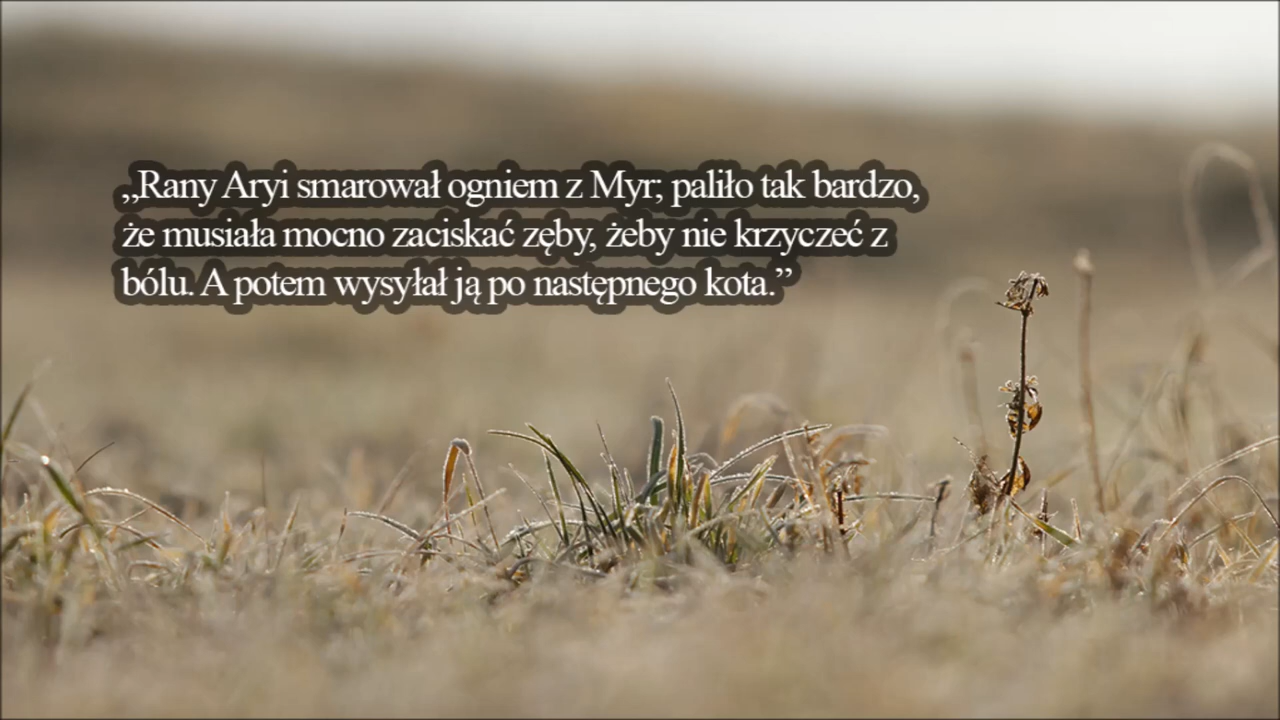 „Rany Aryi smarował ogniem z Myr; paliło tak bardzo,
że musiała mocno zaciskać zęby, żeby nie krzyczeć z
bólu. A potem wysyłał ją po następnego kota.”